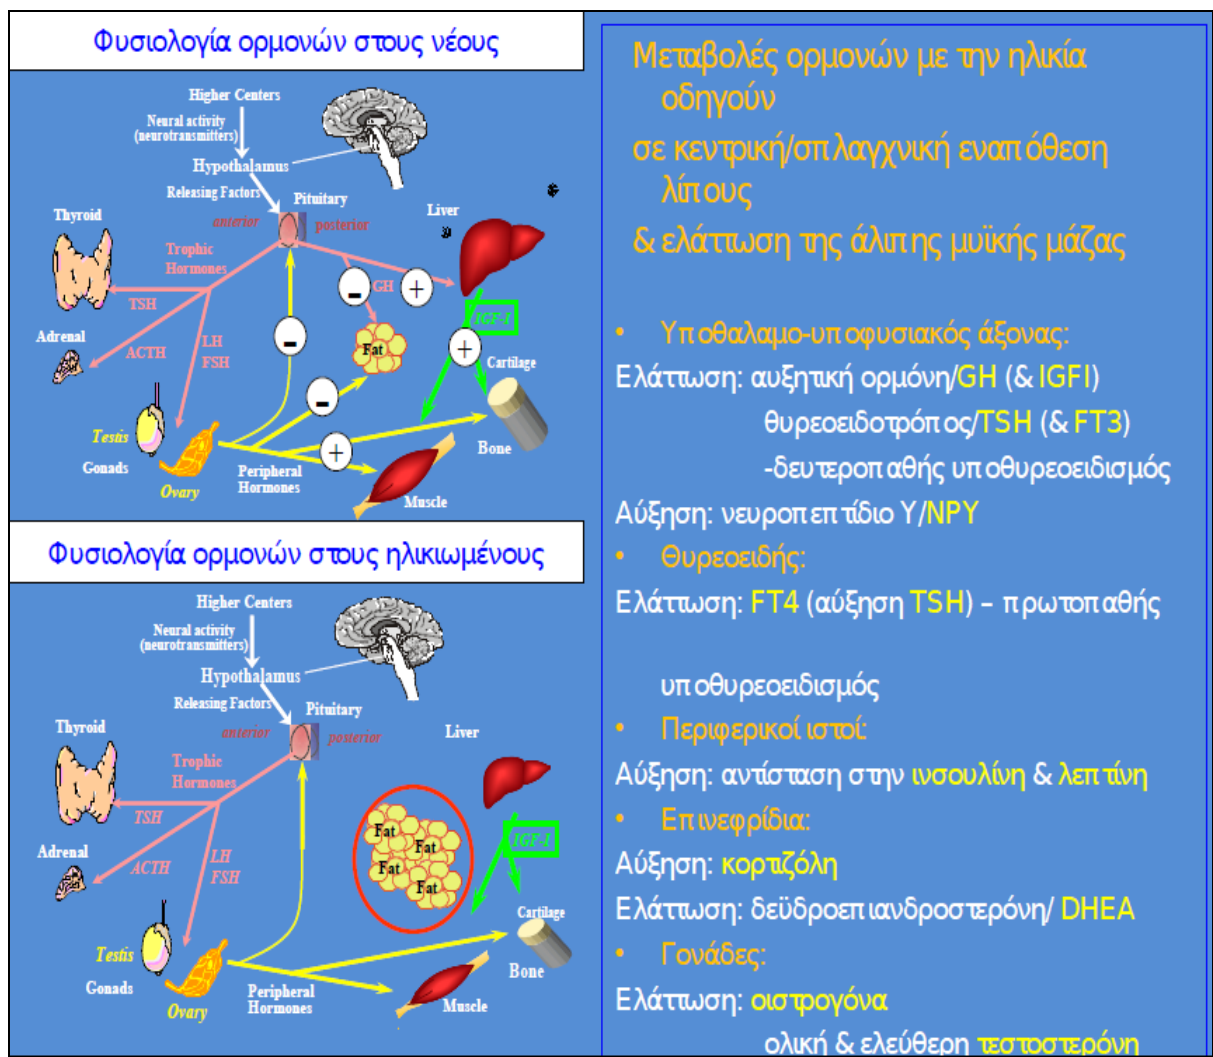 Φυσιολογία ορμονών στους νέους
Higher Centers
Neural activity
(neurotransmitters)
Hypothalamus
Releasing Factors
Pituitary
anterior
posterior
Thyroid
Liver
Trophic
Hormones
TSH
GH
IGF-I
Adrenal
ACTH
LH
FSH
Fat
Cartilage
Testis
Gonads
Ovary
Peripheral
Hormones
Bone
Muscle
Φυσιολογία ορμονών στους ηλικιωμένους
Higher Centers
Neural activity
(neurotransmitters)
Hypothalamus
Releasing Factors
Pituitary
anterior
posterior
Thyroid
Liver
Trophic
Hormones
TSH
IGF-I
Adrenal
ACTH
LH
FSH
Fat
Fat
Fat
Fat
Cartilage
Testis
Gonads
Ovary
Peripheral
Hormones
Bone
Muscle
Μεταβολές ορμονών με την ηλικία
οδηγούν
σε κεντρική/σπλαγχνική εναπόθεση
λίπους
& ελάττωση της άλιπης μυϊκής μάζας
• Υποθαλαμο-υποφυσιακός άξονας:
Ελάττωση: αυξητική ορμόνη/GH (& IGFI)
θυρεοειδοτρόπος/TSH (& FT3)
-δευτεροπαθής υποθυρεοειδισμός
Αύξηση: νευροπεπτίδιο Υ/NPY
• Θυρεοειδής:
Ελάττωση: FT4 (αύξηση TSH) – πρωτοπαθής
υποθυρεοειδισμός
• Περιφερικοί ιστοί:
Αύξηση: αντίσταση στην ινσουλίνη & λεπτίνη
• Επινεφρίδια:
Αύξηση: κορτιζόλη
Ελάττωση: δεϋδροεπιανδροστερόνη/ DHEA
• Γονάδες:
Ελάττωση: οιστρογόνα
ολική & ελεύθερη τεστοστερόνη